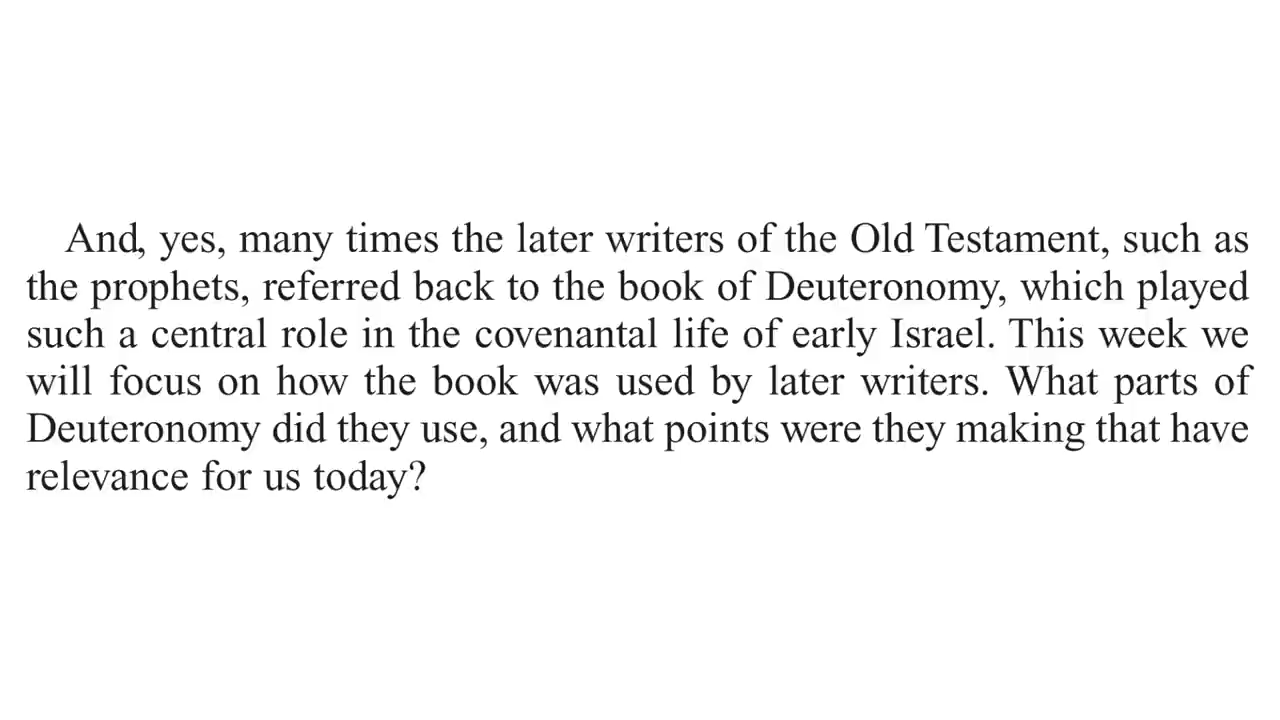 And, yes, many times the later writers of the Old Testament, such as
the prophets, referred back to the book of Deuteronomy, which played
such a central role in the covenantal life of early Israel. This week we
will focus on how the book was used by later writers. What parts of
Deuteronomy did they use, and what points were they making that have
relevance for us today?